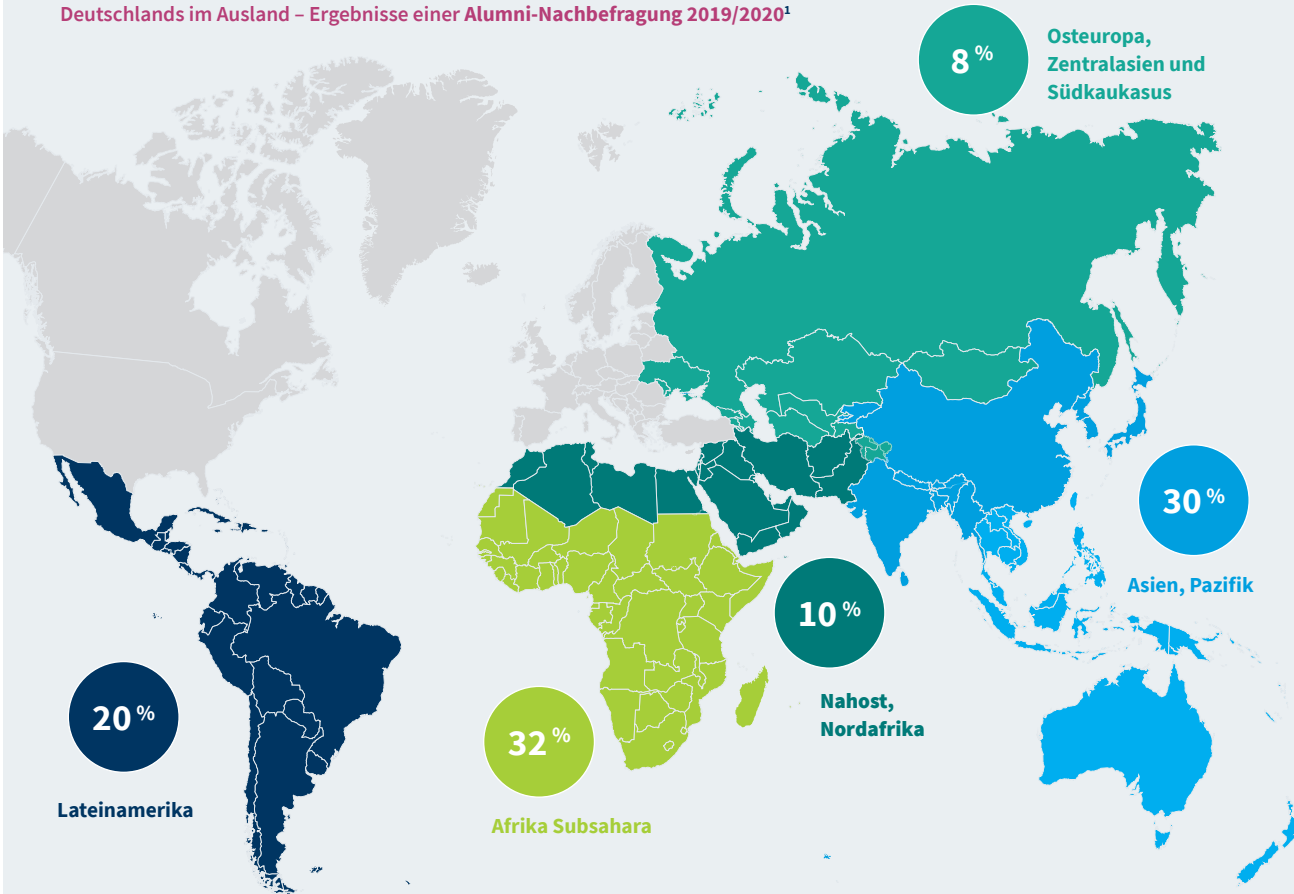 Deutschlands im Ausland – Ergebnisse einer Alumni-Nachbefragung 2019/2020¹
8 %
Osteuropa,
Zentralasien und
Südkaukasus
30 %
Asien, Pazifik
10 %
Nahost,
Nordafrika
20 %
Lateinamerika
32 %
Afrika Subsahara